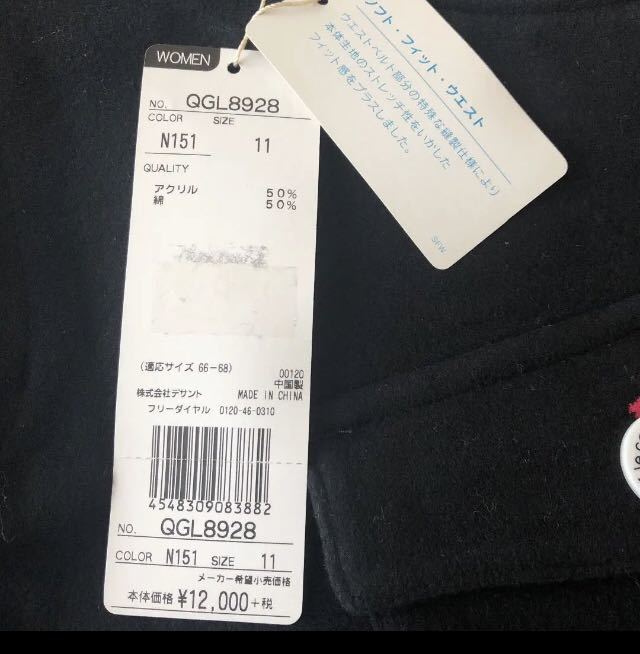 WOMEN
NO. QGL8928
COLOR SIZE
N151 11
QUALITY
アクリル 50%
綿 50%
(適応サイズ 66-68)
00120
中国製
株式会社デサント MADE IN CHINA
フリーダイヤル 0120-46-0310
4548309083882
NO. QGL8928
COLOR N151 SIZE 11
メーカー希望小売価格
本体価格 ¥12,000+税
ソフト・フィット・ウエスト
ウエストベルト部分の特殊な縫製仕様により
本体生地のストレッチ性をいかした
フィット感をプラスしました。
SFW